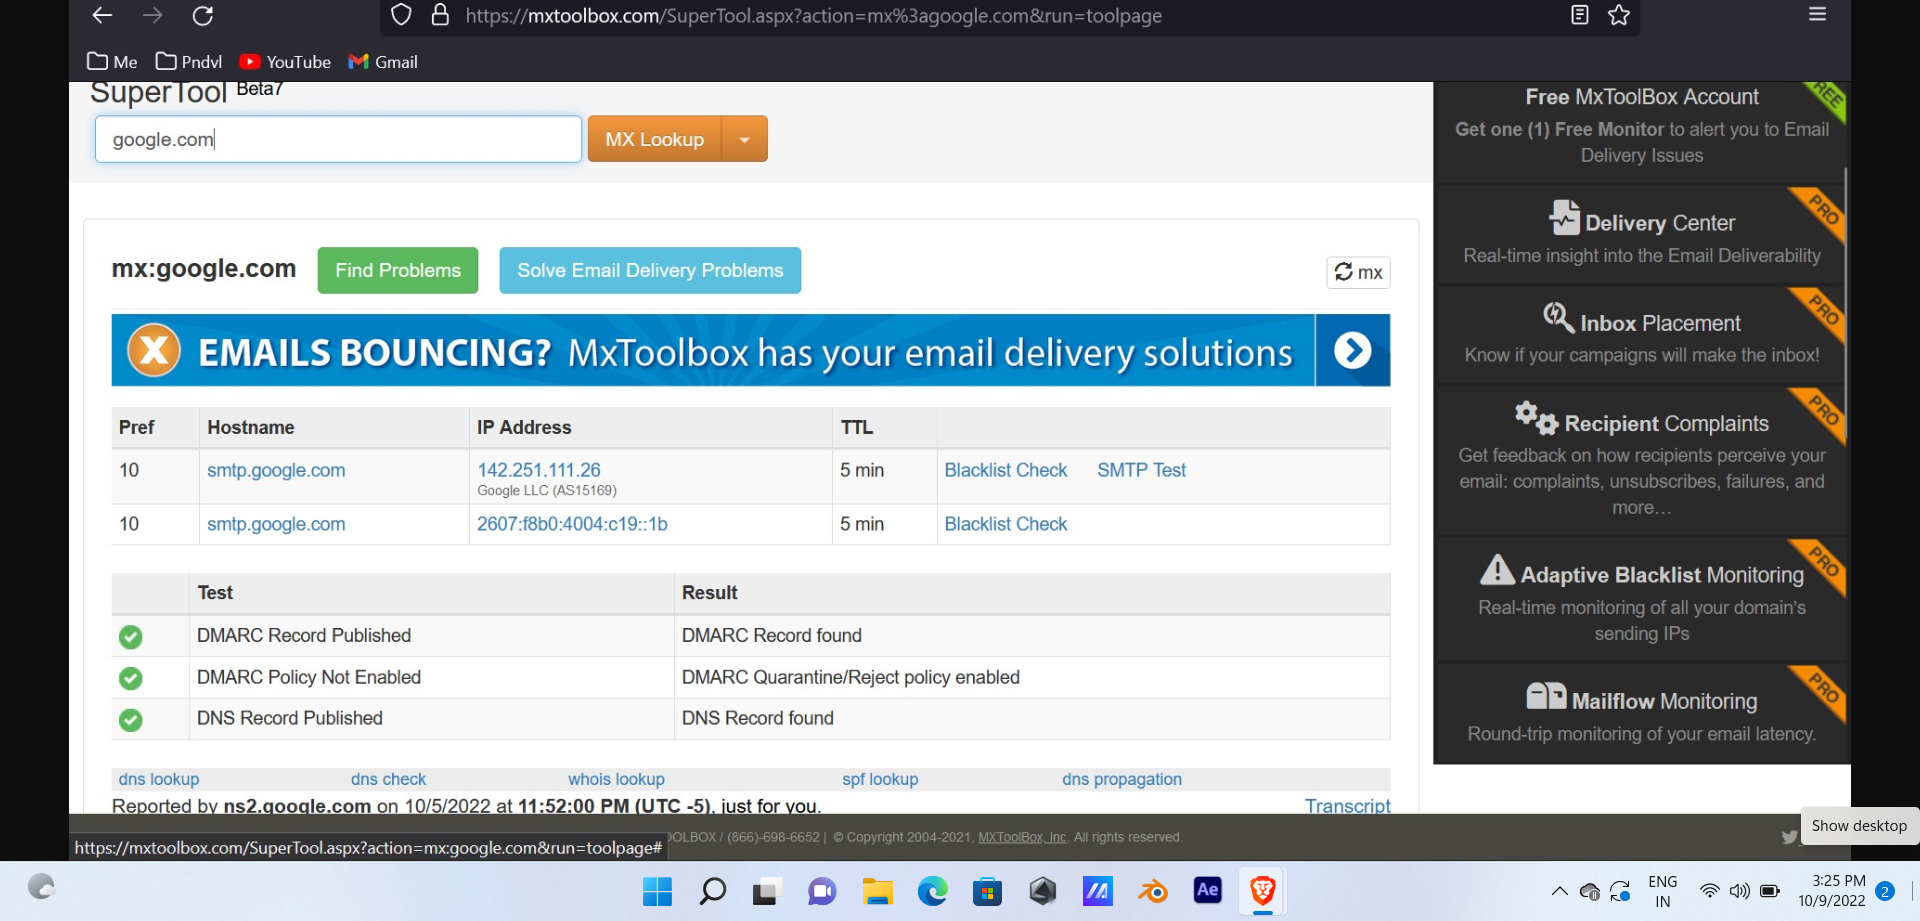 https://mxtoolbox.com/SuperTool.aspx?action=mx%3agoogle.com&run=toolpage
Me Pndvl YouTube Gmail
SuperTool Beta7
google.com MX Lookup
mx:google.com Find Problems Solve Email Delivery Problems mx
X EMAILS BOUNCING? MxToolbox has your email delivery solutions
Pref Hostname IP Address TTL
10 smtp.google.com 142.251.111.26 5 min Blacklist Check SMTP Test
Google LLC (AS15169)
10 smtp.google.com 2607:f8b0:4004:c19::1b 5 min Blacklist Check
Test Result
DMARC Record Published DMARC Record found
DMARC Policy Not Enabled DMARC Quarantine/Reject policy enabled
DNS Record Published DNS Record found
dns lookup dns check whois lookup spf lookup dns propagation
Reported by ns2.google.com on 10/5/2022 at 11:52:00 PM (UTC -5), just for you. Transcript
FREE
Free MxToolBox Account
Get one (1) Free Monitor to alert you to Email
Delivery Issues
PRO
Delivery Center
Real-time insight into the Email Deliverability
PRO
Inbox Placement
Know if your campaigns will make the inbox!
PRO
Recipient Complaints
Get feedback on how recipients perceive your
email: complaints, unsubscribes, failures, and
more...
PRO
Adaptive Blacklist Monitoring
Real-time monitoring of all your domain's
sending IPs
PRO
Mailflow Monitoring
Round-trip monitoring of your email latency.
OOLBOX / (866)-698-6652 | © Copyright 2004-2021, MXToolBox, Inc, All rights reserved.
Show desktop
https://mxtoolbox.com/SuperTool.aspx?action=mx:google.com&run=toolpage#
Ae
ENG
IN
3:25 PM
10/9/2022
2